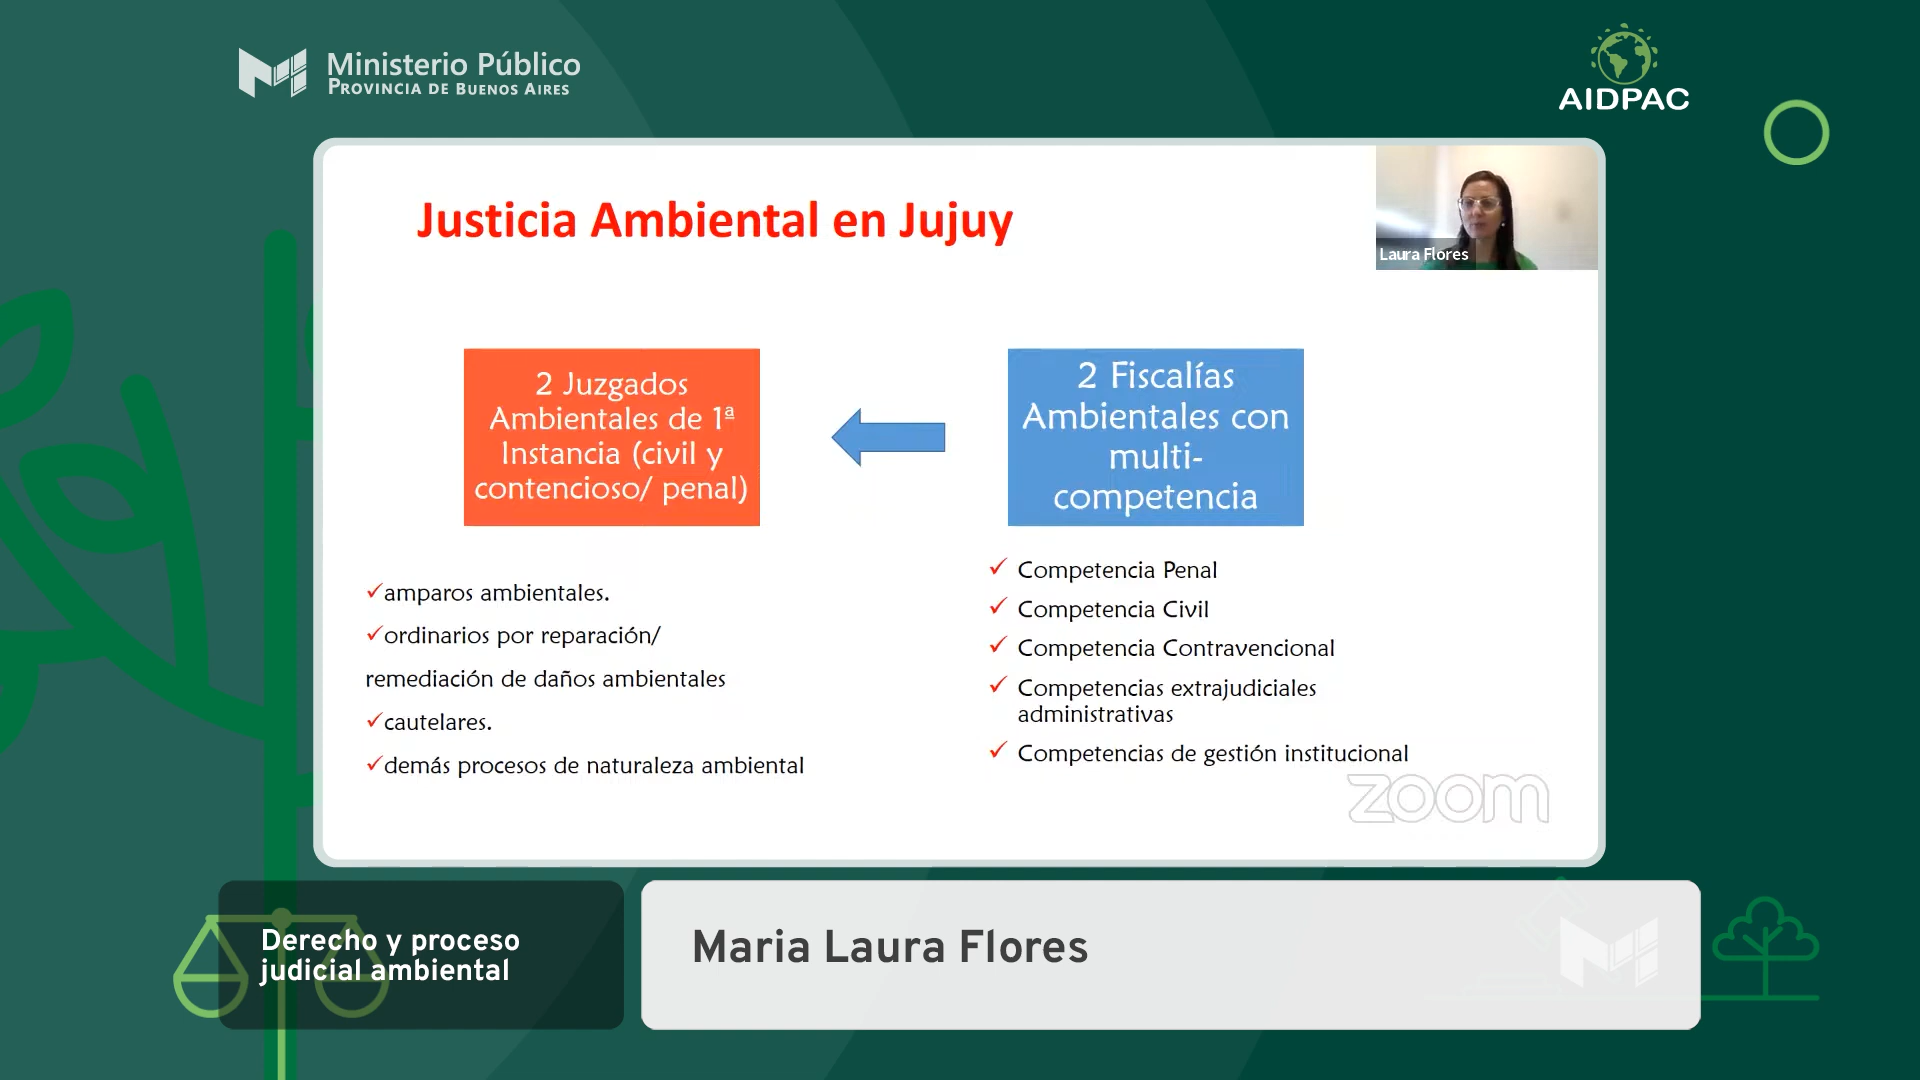 Ministerio Público
PROVINCIA DE BUENOS AIRES
AIDPAC
Justicia Ambiental en Jujuy
Laura Flores
2 Juzgados
Ambientales de 1ª
Instancia (civil y
contencioso/ penal)
2 Fiscalías
Ambientales con
multi-
competencia
✓amparos ambientales.
✓ordinarios por reparación/
remediación de daños ambientales
✓cautelares.
✓demás procesos de naturaleza ambiental
✓ Competencia Penal
✓ Competencia Civil
✓ Competencia Contravencional
✓ Competencias extrajudiciales
administrativas
✓ Competencias de gestión institucional
zoom
Derecho y proceso
judicial ambiental
Maria Laura Flores